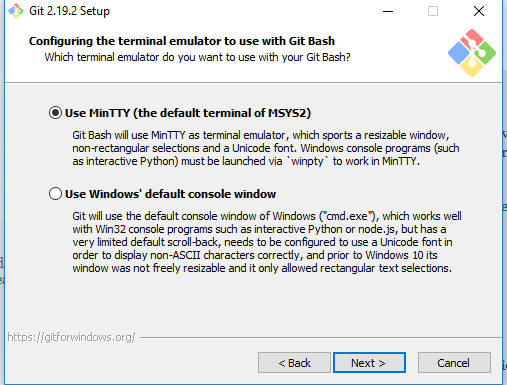 Git 2.19.2 Setup
Configuring the terminal emulator to use with Git Bash
Which terminal emulator do you want to use with your Git Bash?
Use MinTTY (the default terminal of MSYS2)
Git Bash will use MinTTY as terminal emulator, which sports a resizable window,
non-rectangular selections and a Unicode font. Windows console programs (such
as interactive Python) must be launched via `winpty` to work in MinTTY.
Use Windows' default console window
Git will use the default console window of Windows ("cmd.exe"), which works well
with Win32 console programs such as interactive Python or node.js, but has a
very limited default scroll-back, needs to be configured to use a Unicode font in
order to display non-ASCII characters correctly, and prior to Windows 10 its
window was not freely resizable and it only allowed rectangular text selections.
https://gitforwindows.org/
< Back
Next >
Cancel